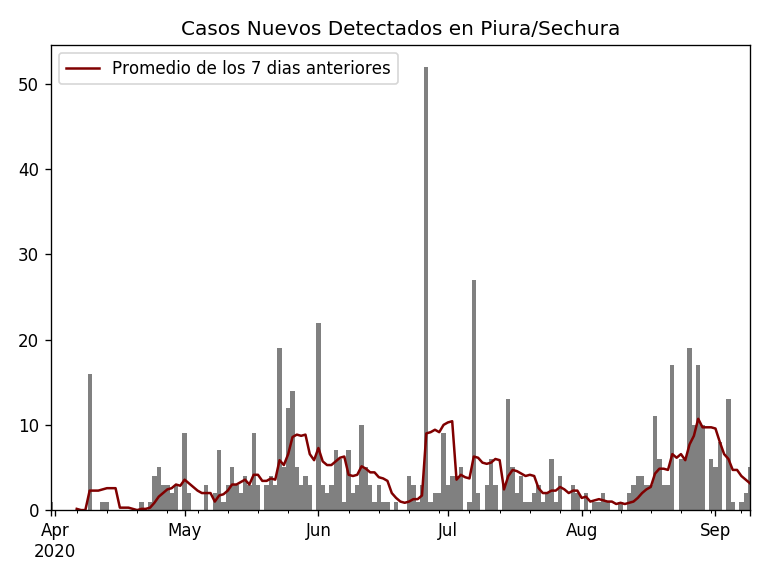 Casos Nuevos Detectados en Piura/Sechura
Promedio de los 7 dias anteriores
50
40
30
20
10
0
Apr May Jun Jul Aug Sep
2020